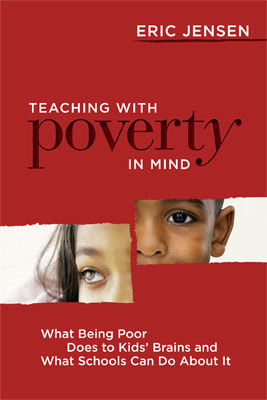 ERIC JENSEN
TEACHING WITH
poverty
IN MIND
What Being Poor
Does to Kids' Brains and
What Schools Can Do About It